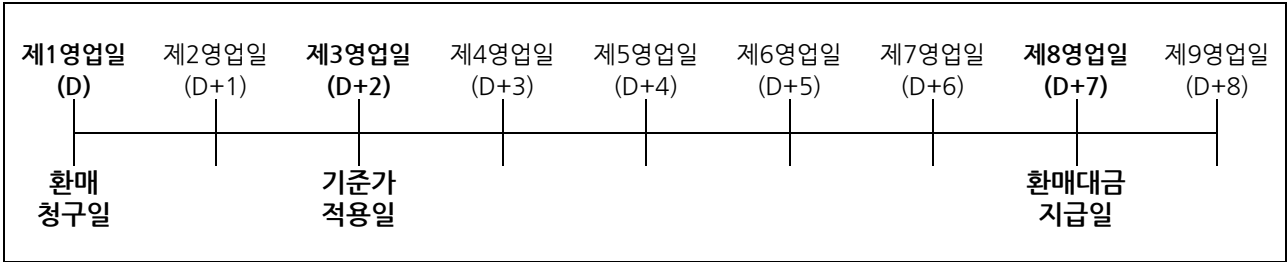 제1영업일 제2영업일 제3영업일 제4영업일 제5영업일 제6영업일 제7영업일 제8영업일 제9영업일
(D) (D+1) (D+2) (D+3) (D+4) (D+5) (D+6) (D+7) (D+8)
환매 기준가 환매대금
청구일 적용일 지급일